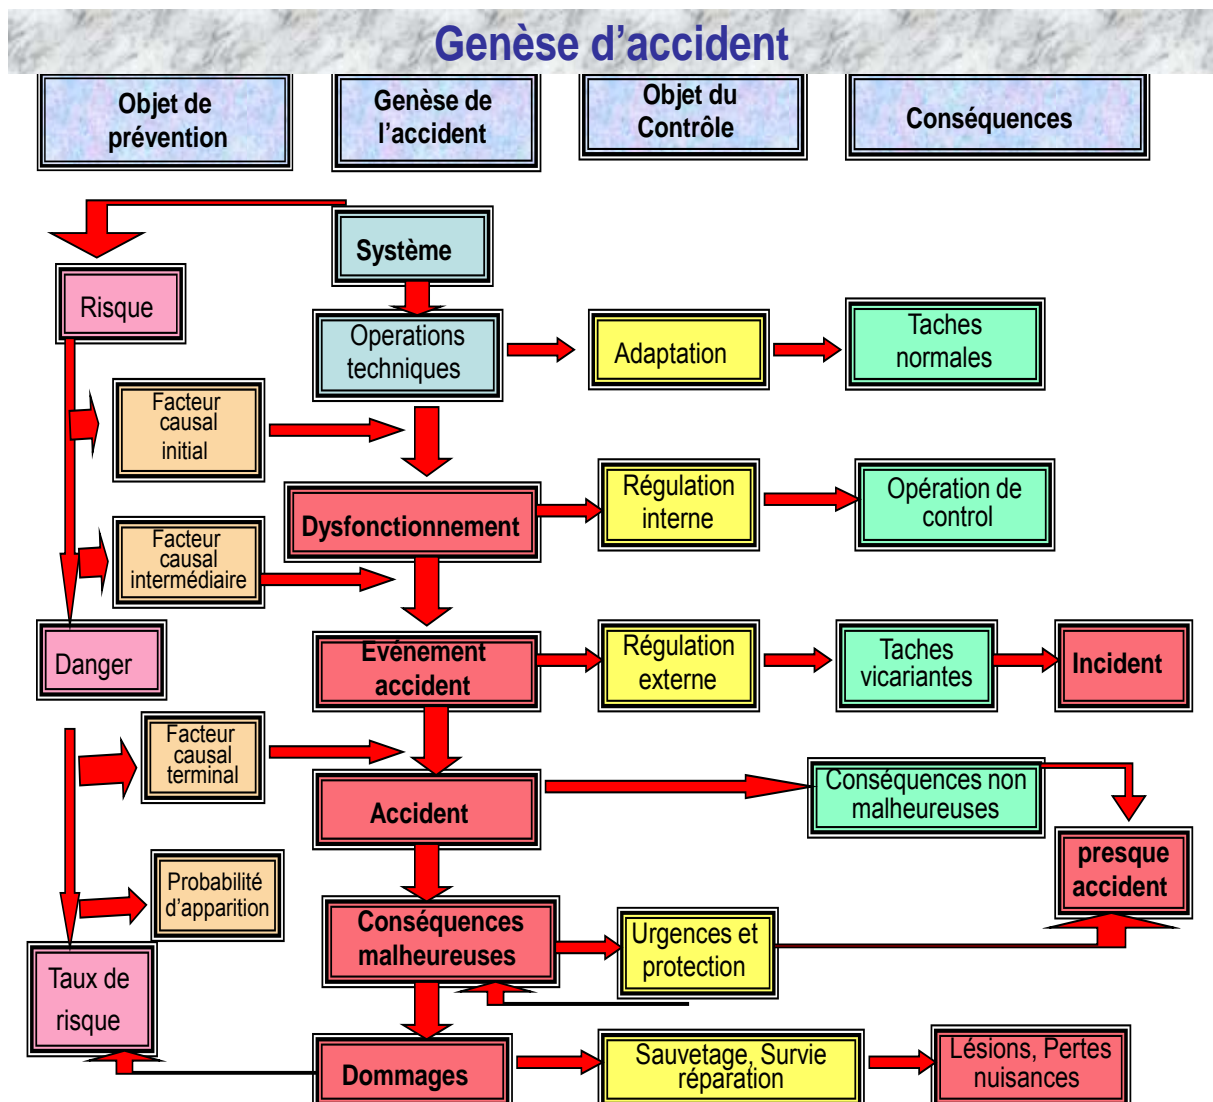 Genèse d’accident
Objet de
prévention
Genèse de
l’accident
Objet du
Contrôle
Conséquences
Système
Risque
Operations
techniques
Adaptation
Taches
normales
Facteur
causal
initial
Dysfonctionnement
Régulation
interne
Opération de
control
Facteur
causal
intermédiaire
Danger
Evénement
accident
Régulation
externe
Taches
vicariantes
Incident
Facteur
causal
terminal
Accident
Conséquences non
malheureuses
presque
accident
Probabilité
d’apparition
Conséquences
malheureuses
Urgences et
protection
Taux de
risque
Dommages
Sauvetage, Survie
réparation
Lésions, Pertes
nuisances